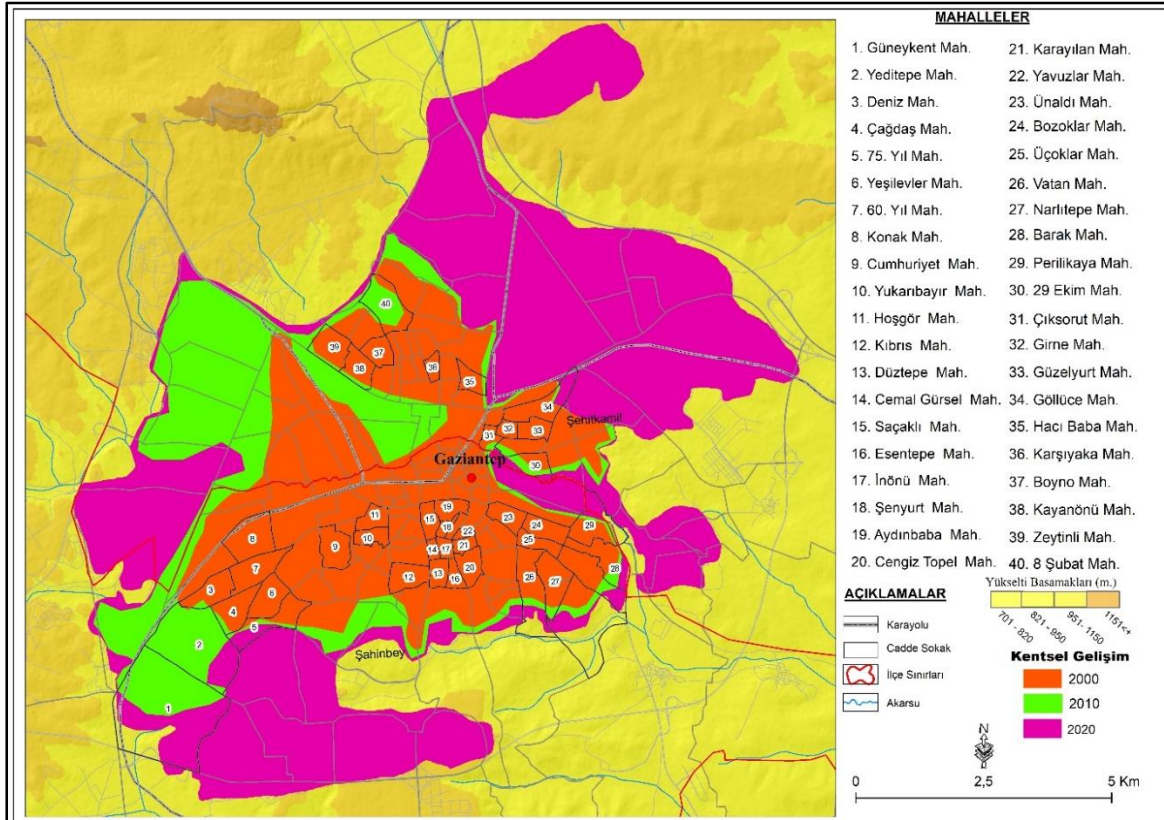 MAHALLELER
1. Güneykent Mah.
2. Yeditepe Mah.
3. Deniz Mah.
4. Çağdaş Mah.
5. 75. Yıl Mah.
6. Yeşilevler Mah.
7. 60. Yıl Mah.
8. Konak Mah.
9. Cumhuriyet Mah.
10. Yukarıbayır Mah.
11. Hoşgör Mah.
12. Kıbrıs Mah.
13. Düztepe Mah.
14. Cemal Gürsel Mah.
15. Saçaklı Mah.
16. Esentepe Mah.
17. İnönü Mah.
18. Şenyurt Mah.
19. Aydınbaba Mah.
20. Cengiz Topel Mah.
21. Karayılan Mah.
22. Yavuzlar Mah.
23. Ünaldı Mah.
24. Bozoklar Mah.
25. Üçoklar Mah.
26. Vatan Mah.
27. Narlıtepe Mah.
28. Barak Mah.
29. Perilikaya Mah.
30. 29 Ekim Mah.
31. Çıksorut Mah.
32. Girne Mah.
33. Güzelyurt Mah.
34. Göllüce Mah.
35. Hacı Baba Mah.
36. Karşıyaka Mah.
37. Boyno Mah.
38. Kayanönü Mah.
39. Zeytinli Mah.
40. 8 Şubat Mah.
AÇIKLAMALAR
Karayolu
Cadde Sokak
İlçe Sınırları
Akarsu
Yükselti Basamakları (m.)
701 - 820
821 - 950
951- 1150
1151<+
Kentsel Gelişim
2000
2010
2020
N
0 2,5 5 Km
40
39
37
38
36
35
34
Şehitkamil
32
33
31
30
Gaziantep
19
11
15
23
18
24
29
8
22
10
25
9
14
17
21
7
20
28
13
12
16
26
27
3
6
4
5
2
Şahinbey
1